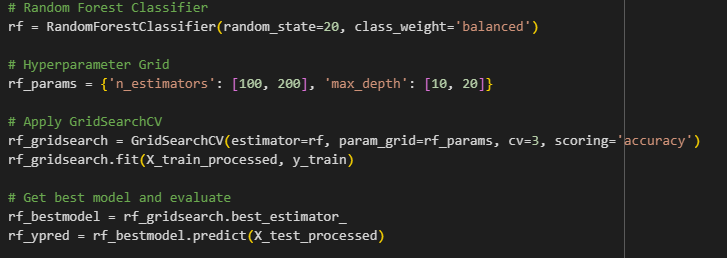 # Random Forest Classifier
rf = RandomForestClassifier(random_state=20, class_weight='balanced')
# Hyperparameter Grid
rf_params = {'n_estimators': [100, 200], 'max_depth': [10, 20]}
# Apply GridSearchCV
rf_gridsearch = GridSearchCV(estimator=rf, param_grid=rf_params, cv=3, scoring='accuracy')
rf_gridsearch.fit(X_train_processed, y_train)
# Get best model and evaluate
rf_bestmodel = rf_gridsearch.best_estimator_
rf_ypred = rf_bestmodel.predict(X_test_processed)